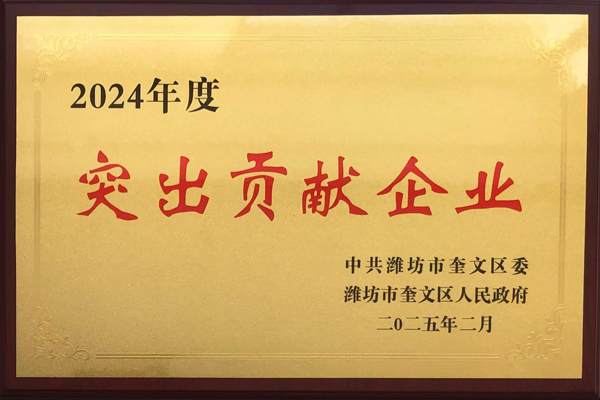 2024年度
突出贡献企业
中共潍坊市奎文区委
潍坊市奎文区人民政府
二〇二五年二月